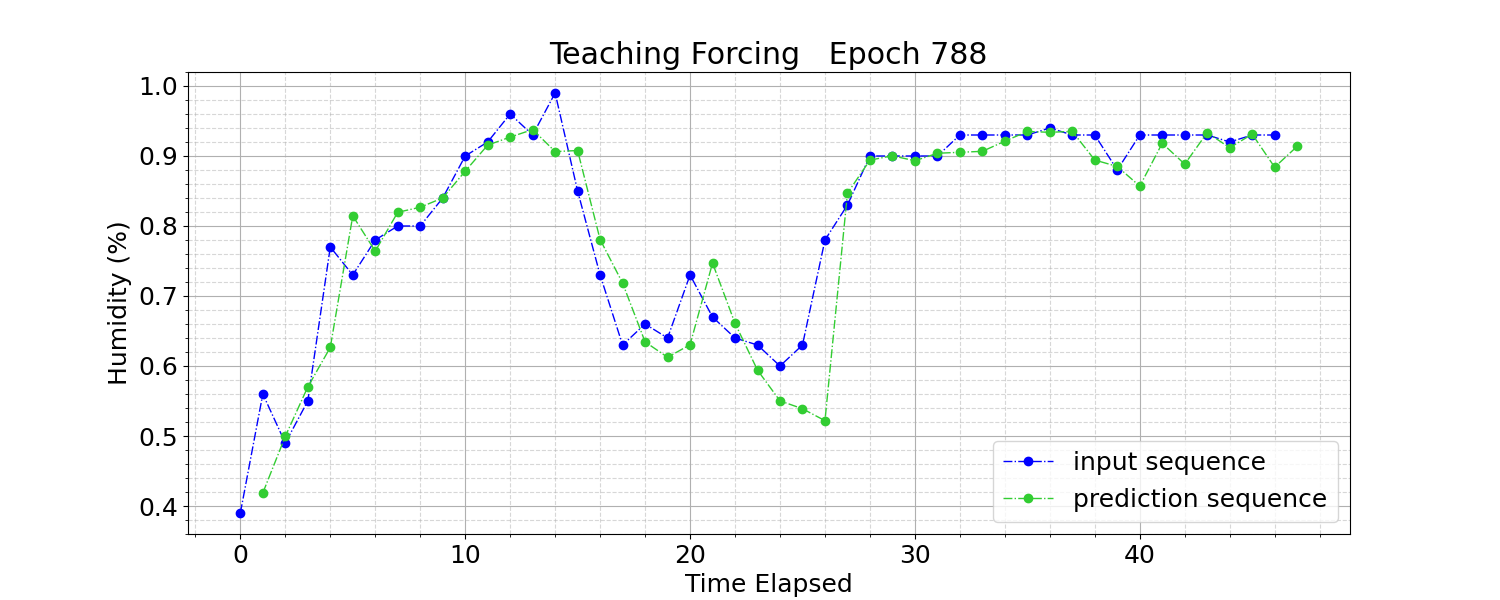 Teaching Forcing   Epoch 788
1.0
0.9
0.8
0.7
0.6
0.5
0.4
Humidity (%)
input sequence
prediction sequence
0 10 20 30 40
Time Elapsed